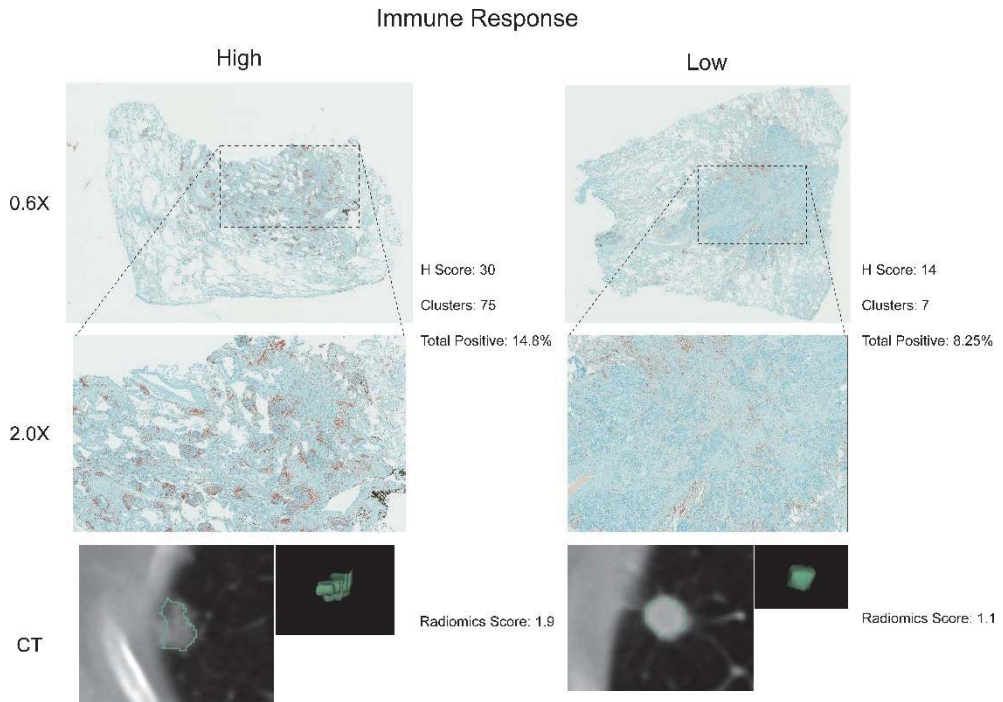 Immune Response
High
Low
0.6X
H Score: 30
Clusters: 75
Total Positive: 14.8%
H Score: 14
Clusters: 7
Total Positive: 8.25%
2.0X
CT
Radiomics Score: 1.9
Radiomics Score: 1.1